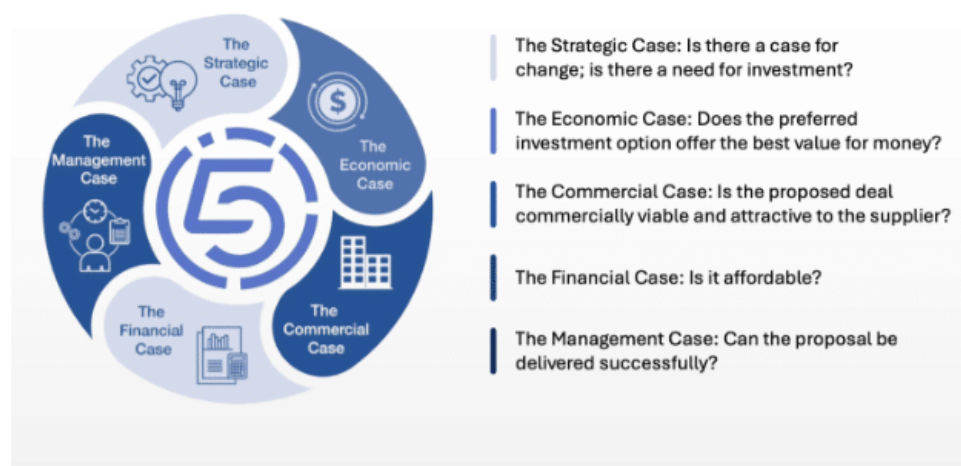 The
Strategic
Case
The
Economic
Case
The
Commercial
Case
The
Financial
Case
The
Management
Case
5
$
The Strategic Case: Is there a case for
change; is there a need for investment?
The Economic Case: Does the preferred
investment option offer the best value for money?
The Commercial Case: Is the proposed deal
commercially viable and attractive to the supplier?
The Financial Case: Is it affordable?
The Management Case: Can the proposal be
delivered successfully?